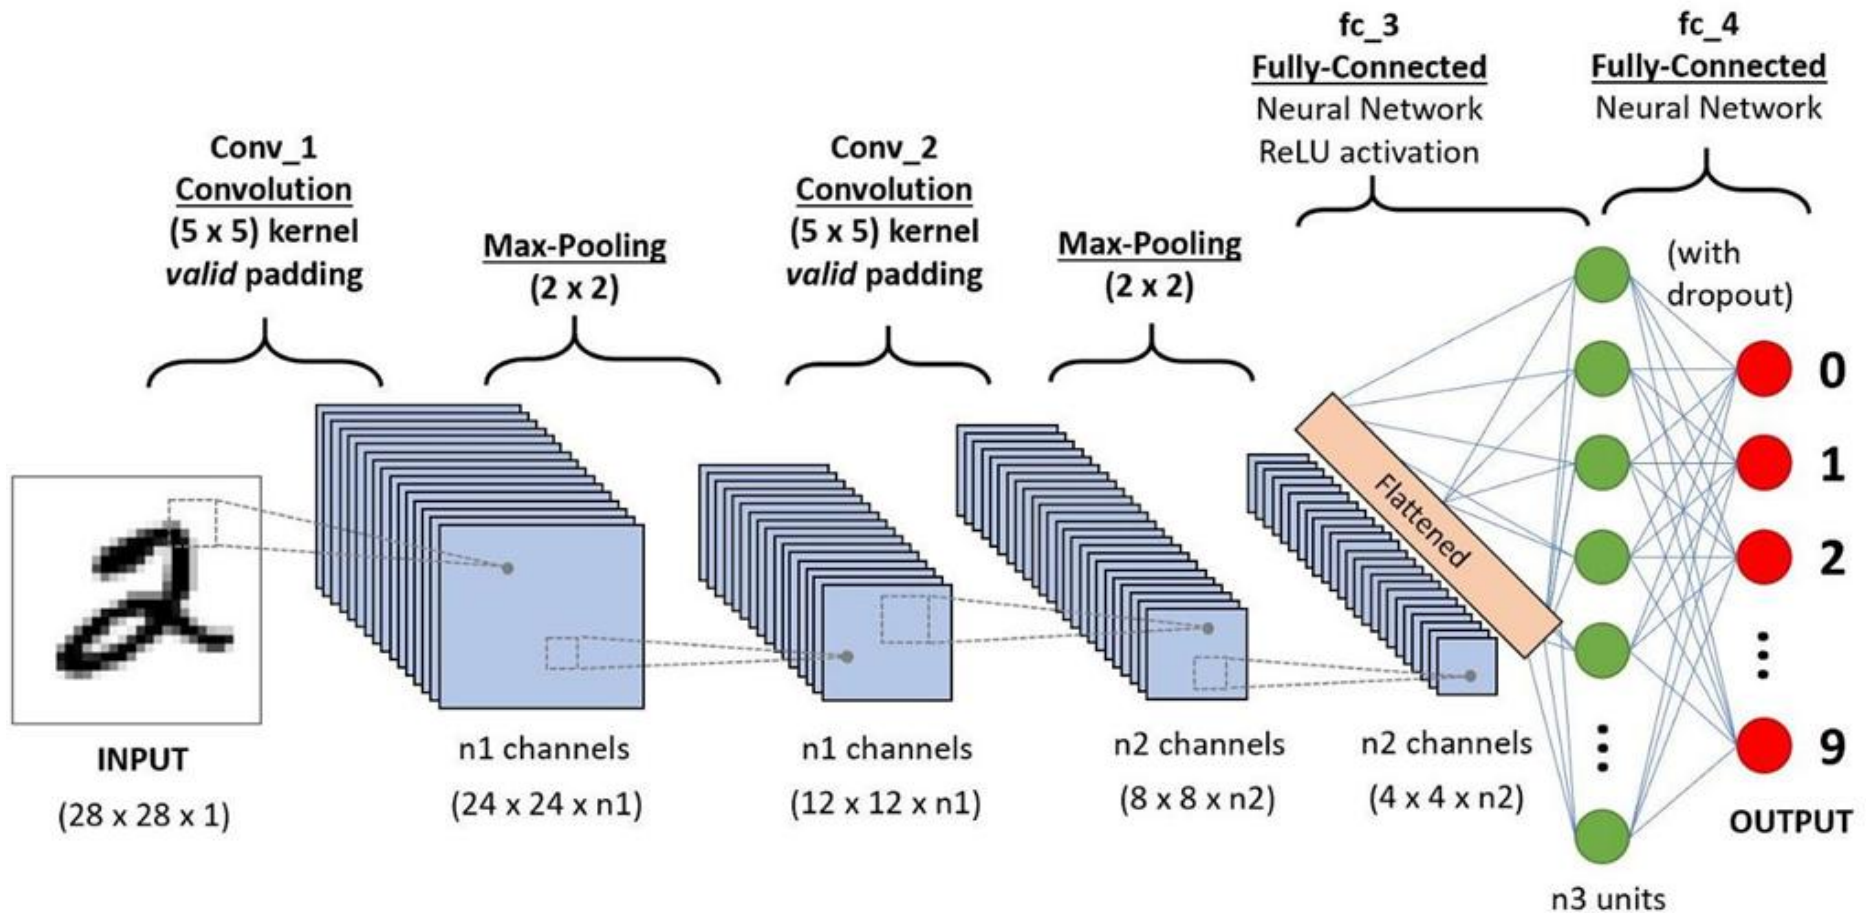 Conv_1
Convolution
(5 x 5) kernel
valid padding
Max-Pooling
(2 x 2)
Conv_2
Convolution
(5 x 5) kernel
valid padding
Max-Pooling
(2 x 2)
fc_3
Fully-Connected
Neural Network
ReLU activation
fc_4
Fully-Connected
Neural Network
(with
dropout)
Flattened
0
1
2
9
OUTPUT
INPUT
(28 x 28 x 1)
n1 channels
(24 x 24 x n1)
n1 channels
(12 x 12 x n1)
n2 channels
(8 x 8 x n2)
n2 channels
(4 x 4 x n2)
n3 units
2